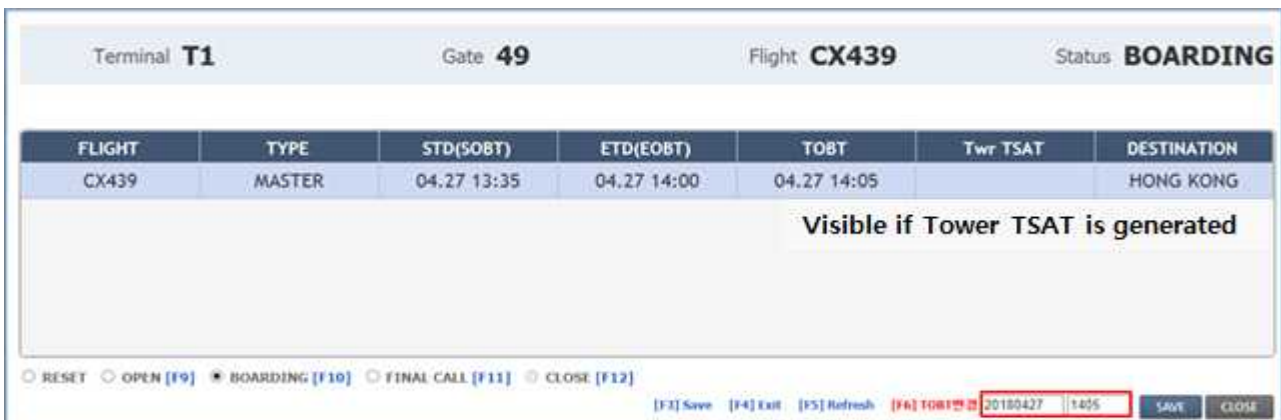 Terminal T1 Gate 49 Flight CX439 Status BOARDING
FLIGHT TYPE STD(SOBT) ETD(EOBT) TOBT Twr TSAT DESTINATION
CX439 MASTER 04.27 13:35 04.27 14:00 04.27 14:05 HONG KONG
Visible if Tower TSAT is generated
RESET OPEN [F9] BOARDING [F10] FINAL CALL [F11] CLOSE [F12]
[F3] Save [F4] Exit [F5] Refresh [F6] TOBT변경 20180427 1405 SAVE CLOSE